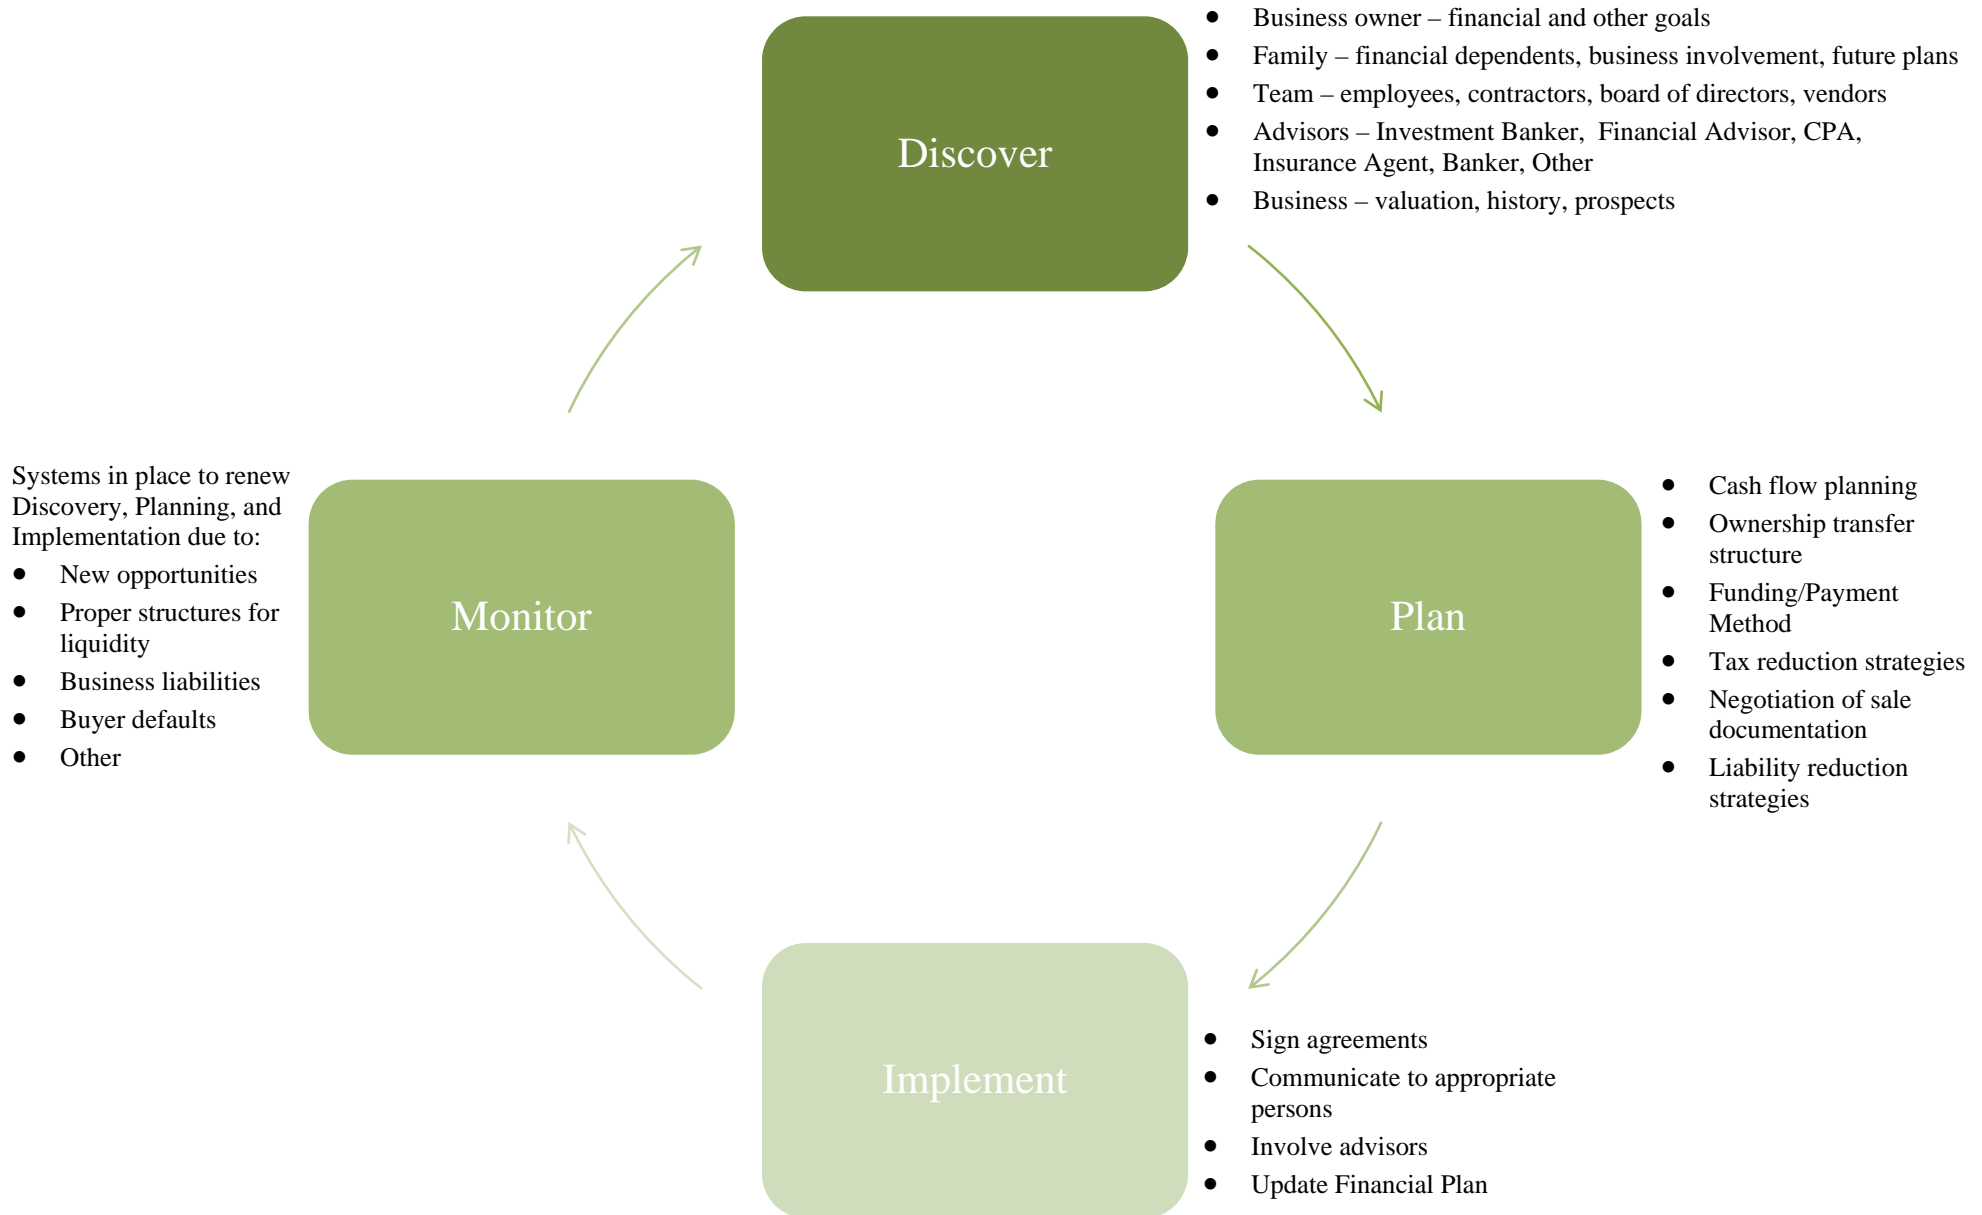 Discover
• Business owner – financial and other goals
• Family – financial dependents, business involvement, future plans
• Team – employees, contractors, board of directors, vendors
• Advisors – Investment Banker,  Financial Advisor, CPA,
Insurance Agent, Banker, Other
• Business – valuation, history, prospects
Plan
• Cash flow planning
• Ownership transfer
structure
• Funding/Payment
Method
• Tax reduction strategies
• Negotiation of sale
documentation
• Liability reduction
strategies
Implement
• Sign agreements
• Communicate to appropriate
persons
• Involve advisors
• Update Financial Plan
Monitor
Systems in place to renew
Discovery, Planning, and
Implementation due to:
• New opportunities
• Proper structures for
liquidity
• Business liabilities
• Buyer defaults
• Other